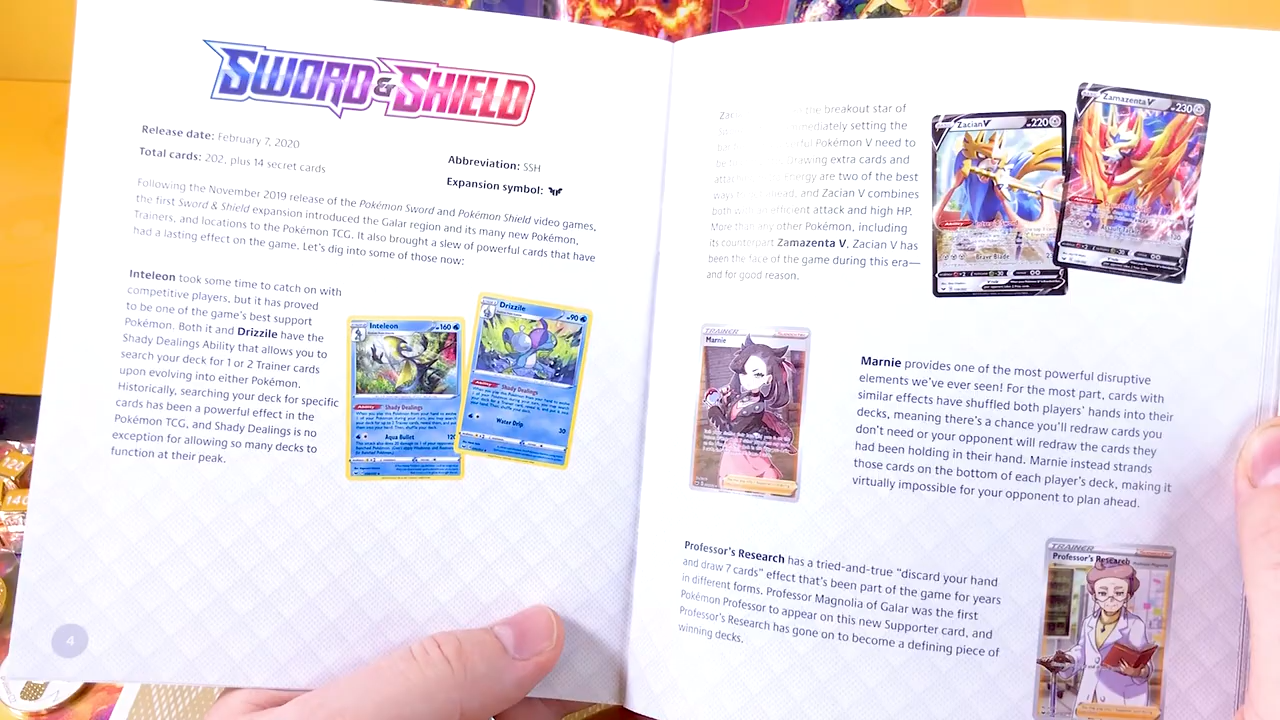 SWORD & SHIELD
Release date: February 7, 2020
Total cards: 202, plus 14 secret cards
Abbreviation: SSH
Expansion symbol:
Following the November 2019 release of the Pokémon Sword and Pokémon Shield video games,
the first Sword & Shield expansion introduced the Galar region and its many new Pokémon,
Trainers, and locations to the Pokémon TCG. It also brought a slew of powerful cards that have
had a lasting effect on the game. Let's dig into some of those now:
Inteleon took some time to catch on with
competitive players, but it has proved
to be one of the game's best support
Pokémon. Both it and Drizzile have the
Shady Dealings Ability that allows you to
search your deck for 1 or 2 Trainer cards
upon evolving into either Pokémon.
Historically, searching your deck for specific
cards has been a powerful effect in the
Pokémon TCG, and Shady Dealings is no
exception for allowing so many decks to
function at their peak.
Inteleon 160
Ability Shady Dealings
Aqua Bullet 120
Drizzile 90
Ability Shady Dealings
Water Drip 30
4
the breakout star of
immediately setting the
Pokémon V need to
Drawing extra cards and
Energy are two of the best
ways to ahead, and Zacian V combines
both with efficient attack and high HP.
More than any other Pokémon, including
its counterpart Zamazenta V, Zacian V has
been the face of the game during this era—
and for good reason.
Zacian V 220
Brave Blade
Zamazenta V 230
TRAINER
Marnie
Marnie provides one of the most powerful disruptive
elements we've ever seen! For the most part, cards with
similar effects have shuffled both players' hands into their
decks, meaning there's a chance you'll redraw cards you
don't need or your opponent will redraw the cards they
had been holding in their hand. Marnie instead strands
those cards on the bottom of each player's deck, making it
virtually impossible for your opponent to plan ahead.
Professor's Research has a tried-and-true "discard your hand
and draw 7 cards" effect that's been part of the game for years
in different forms. Professor Magnolia of Galar was the first
Pokémon Professor to appear on this new Supporter card, and
Professor's Research has gone on to become a defining piece of
winning decks.
TRAINER
Professor's Research
120
140